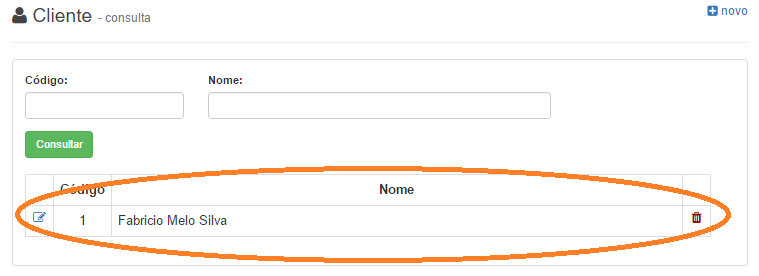 Cliente - consulta
novo
Código:
Nome:
Consultar
Código Nome
1 Fabricio Melo Silva